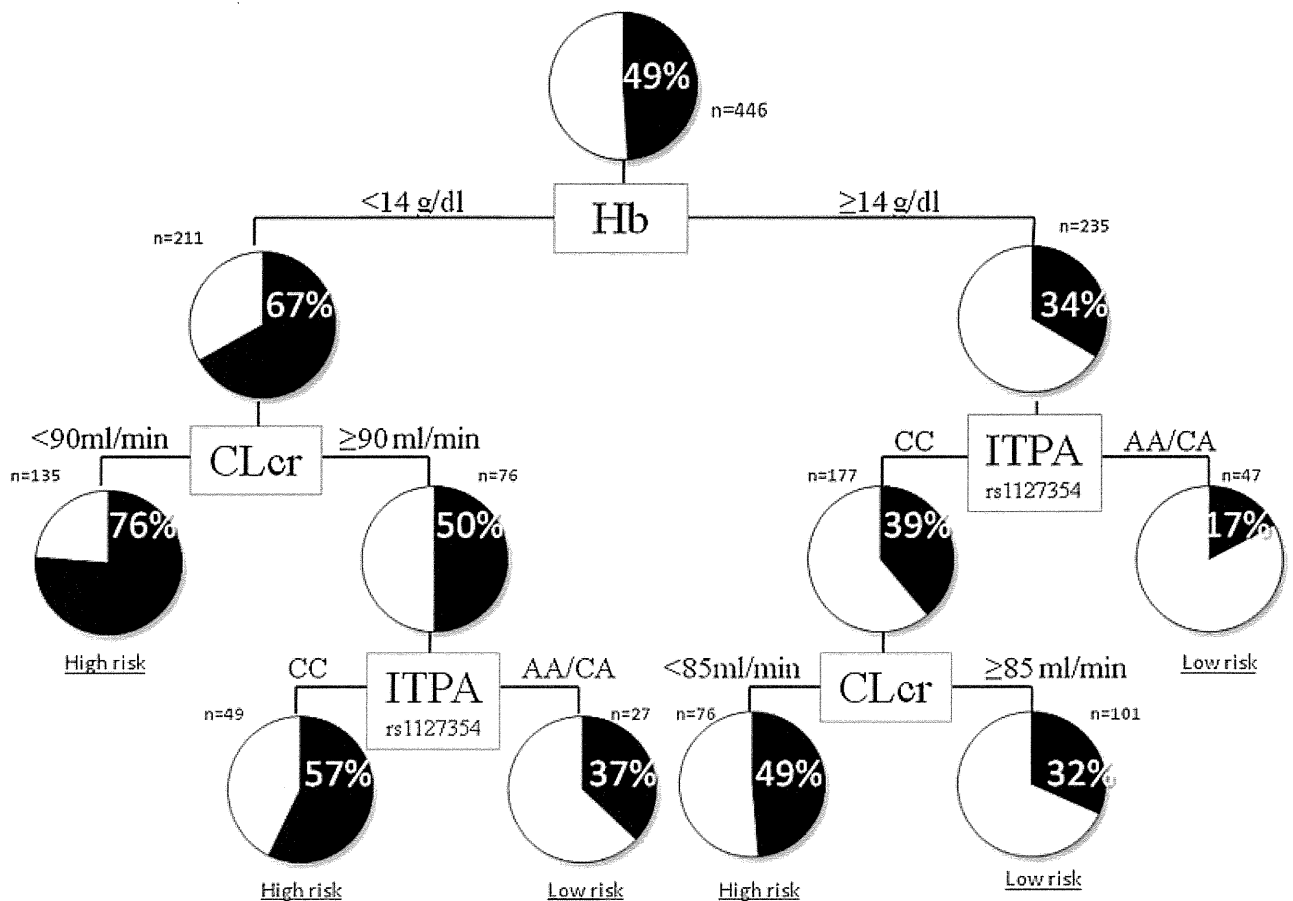 49%
n=446
<14 g/dl
Hb
≥14 g/dl
n=211
n=235
67%
34%
<90ml/min
CLcr
≥90 ml/min
CC
ITPA
rs1127354
AA/CA
n=135
n=76
n=177
n=47
76%
50%
39%
17%
High risk
Low risk
CC
ITPA
rs1127354
AA/CA
<85ml/min
CLcr
≥85 ml/min
n=49
n=27
n=76
n=101
57%
37%
49%
32%
High risk
Low risk
High risk
Low risk